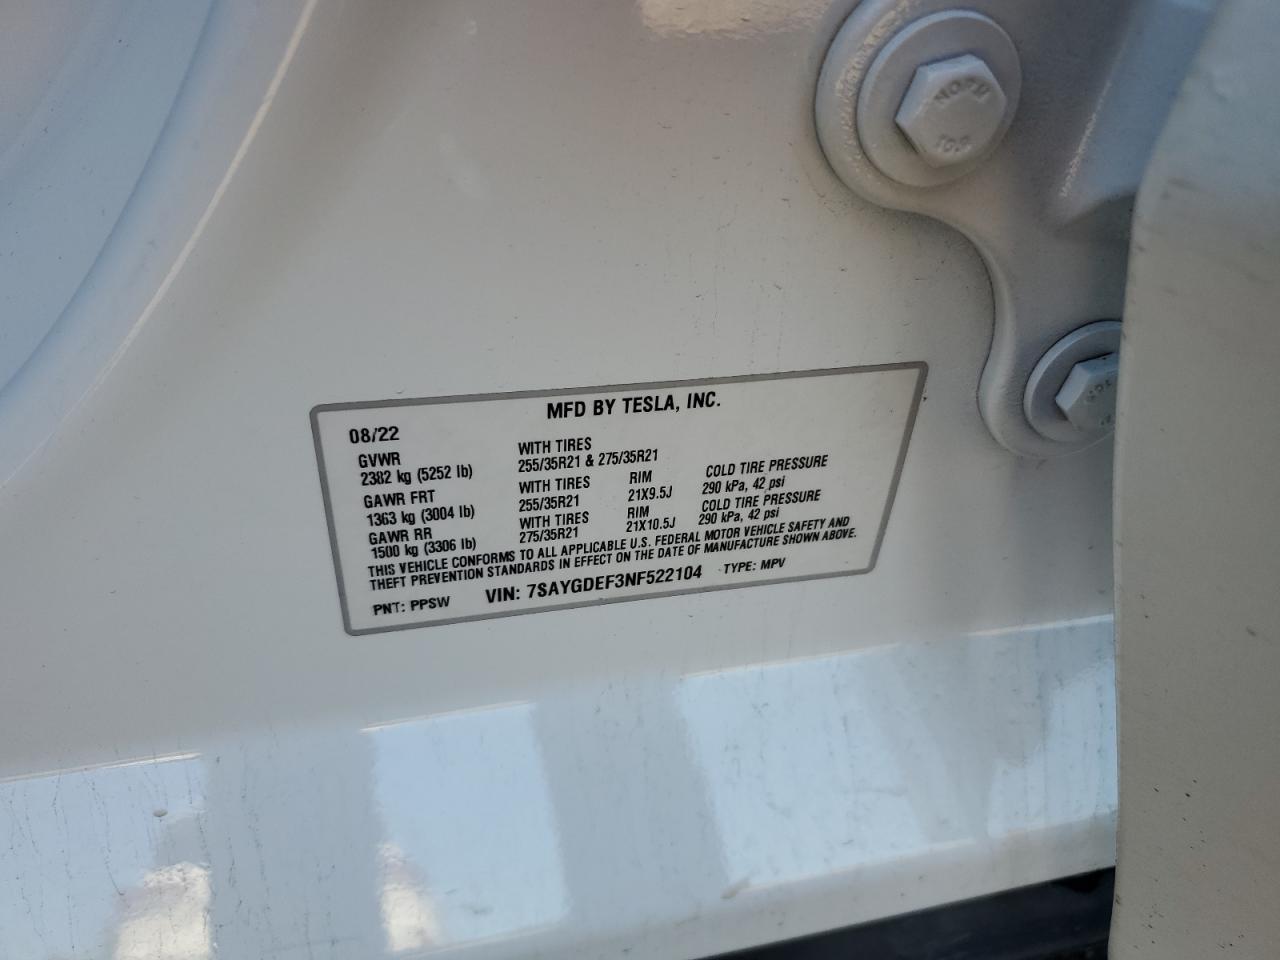 MFD BY TESLA, INC.
08/22
GVWR WITH TIRES
2382 kg (5252 lb) 255/35R21 & 275/35R21
GAWR FRT WITH TIRES RIM COLD TIRE PRESSURE
1363 kg (3004 lb) 255/35R21 21X9.5J 290 kPa, 42 psi
GAWR RR WITH TIRES RIM COLD TIRE PRESSURE
1500 kg (3306 lb) 275/35R21 21X10.5J 290 kPa, 42 psi
THIS VEHICLE CONFORMS TO ALL APPLICABLE U.S. FEDERAL MOTOR VEHICLE SAFETY AND
THEFT PREVENTION STANDARDS IN EFFECT ON THE DATE OF MANUFACTURE SHOWN ABOVE.
PNT: PPSW VIN: 7SAYGDEF3NF522104 TYPE: MPV